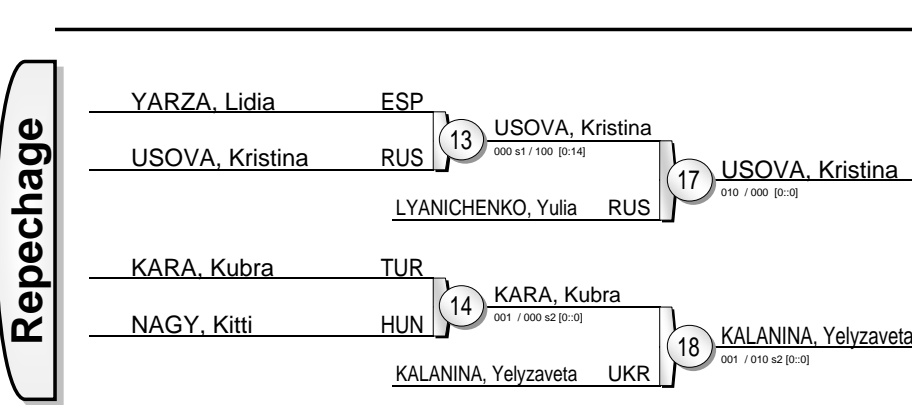 Repechage
YARZA, Lidia ESP
USOVA, Kristina RUS
13 USOVA, Kristina
000 s1 / 100 [0:14]
LYANICHENKO, Yulia RUS
17 USOVA, Kristina
010 / 000 [0::0]
KARA, Kubra TUR
NAGY, Kitti HUN
14 KARA, Kubra
001 / 000 s2 [0::0]
KALANINA, Yelyzaveta UKR
18 KALANINA, Yelyzaveta
001 / 010 s2 [0::0]